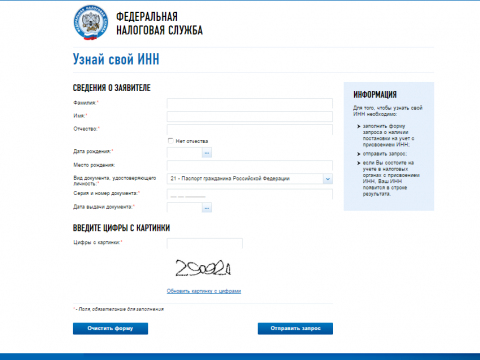 ФЕДЕРАЛЬНАЯ
НАЛОГОВАЯ СЛУЖБА
Узнай свой ИНН
СВЕДЕНИЯ О ЗАЯВИТЕЛЕ
Фамилия:*
Имя:*
Отчество:*
Нет отчества
Дата рождения:*
...
Место рождения:
Вид документа, удостоверяющего
личность:*
21 - Паспорт гражданина Российской Федерации
Серия и номер документа:*
Дата выдачи документа:*
...
ВВЕДИТЕ ЦИФРЫ С КАРТИНКИ
Цифры с картинки:*
Обновить картинку с цифрами
* - Поля, обязательные для заполнения
Очистить форму
Отправить запрос
ИНФОРМАЦИЯ
Для того, чтобы узнать свой
ИНН необходимо:
заполнить форму
запроса о наличии
постановки на учет с
присвоением ИНН;
отправить запрос;
если Вы состоите на
учете в налоговых
органах с присвоением
ИНН, Ваш ИНН
появится в строке
результата.